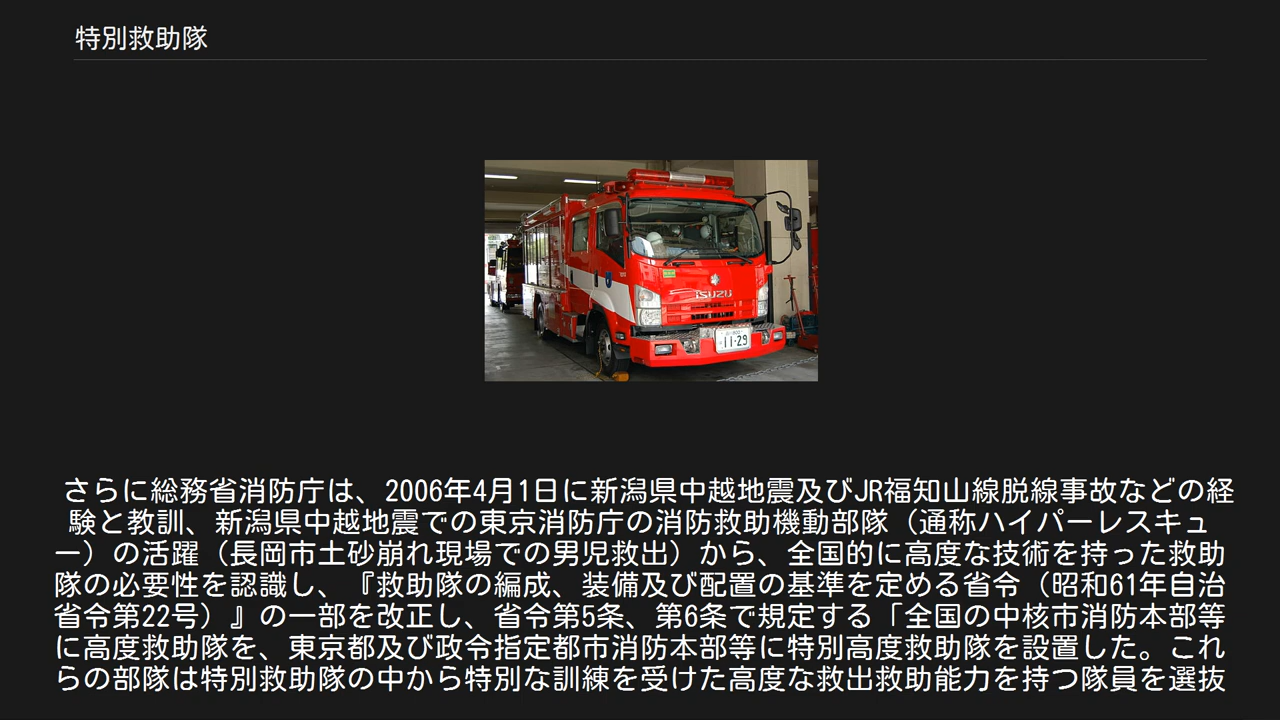 特別救助隊
ISUZU
11-29
さらに総務省消防庁は、2006年4月1日に新潟県中越地震及びJR福知山線脱線事故などの経
験と教訓、新潟県中越地震での東京消防庁の消防救助機動部隊（通称ハイパーレスキュ
ー）の活躍（長岡市土砂崩れ現場での男児救出）から、全国的に高度な技術を持った救助
隊の必要性を認識し、『救助隊の編成、装備及び配置の基準を定める省令（昭和61年自治
省令第22号）』の一部を改正し、省令第5条、第6条で規定する「全国の中核市消防本部等
に高度救助隊を、東京都及び政令指定都市消防本部等に特別高度救助隊を設置した。これ
らの部隊は特別救助隊の中から特別な訓練を受けた高度な救出救助能力を持つ隊員を選抜